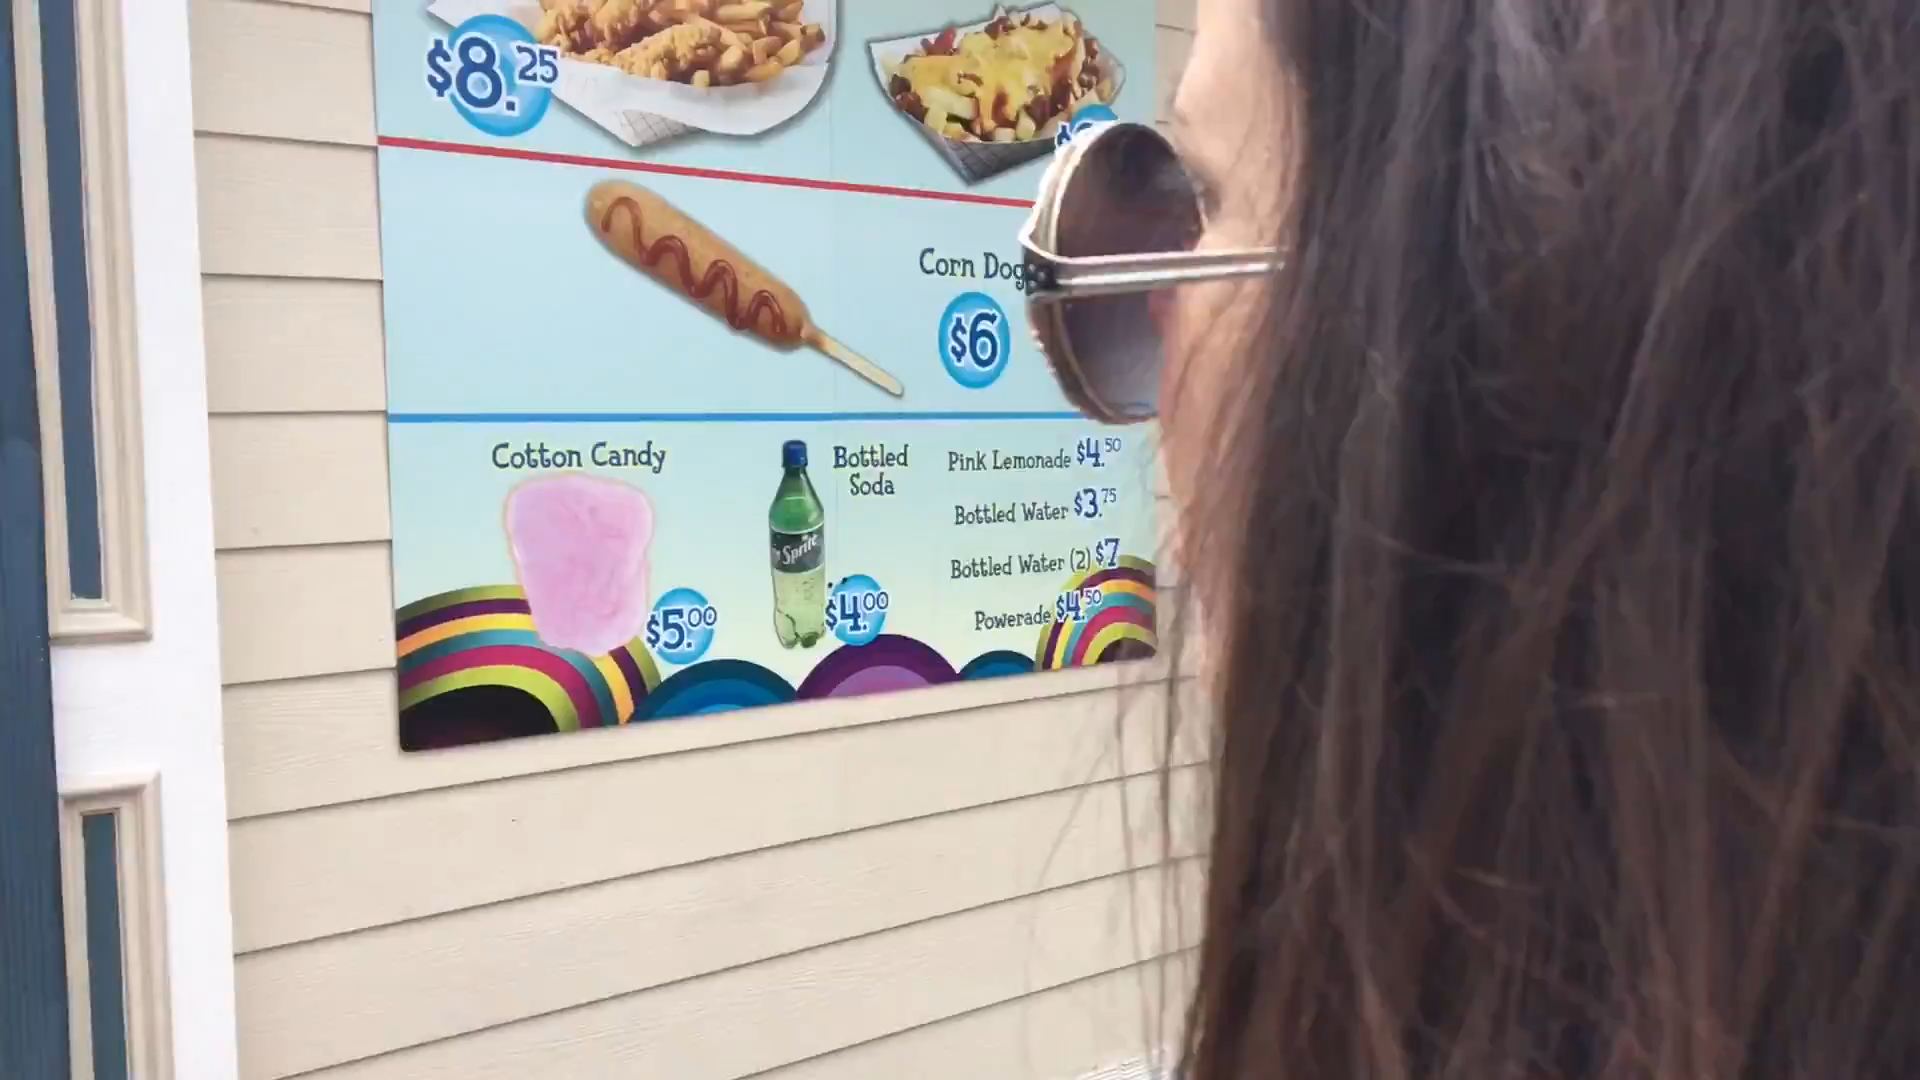 $8.25
Corn Dog
$6
Cotton Candy
$5.00
Bottled
Soda
Sprite
$4.00
Pink Lemonade $4.50
Bottled Water $3.75
Bottled Water (2) $7
Powerade $4.50